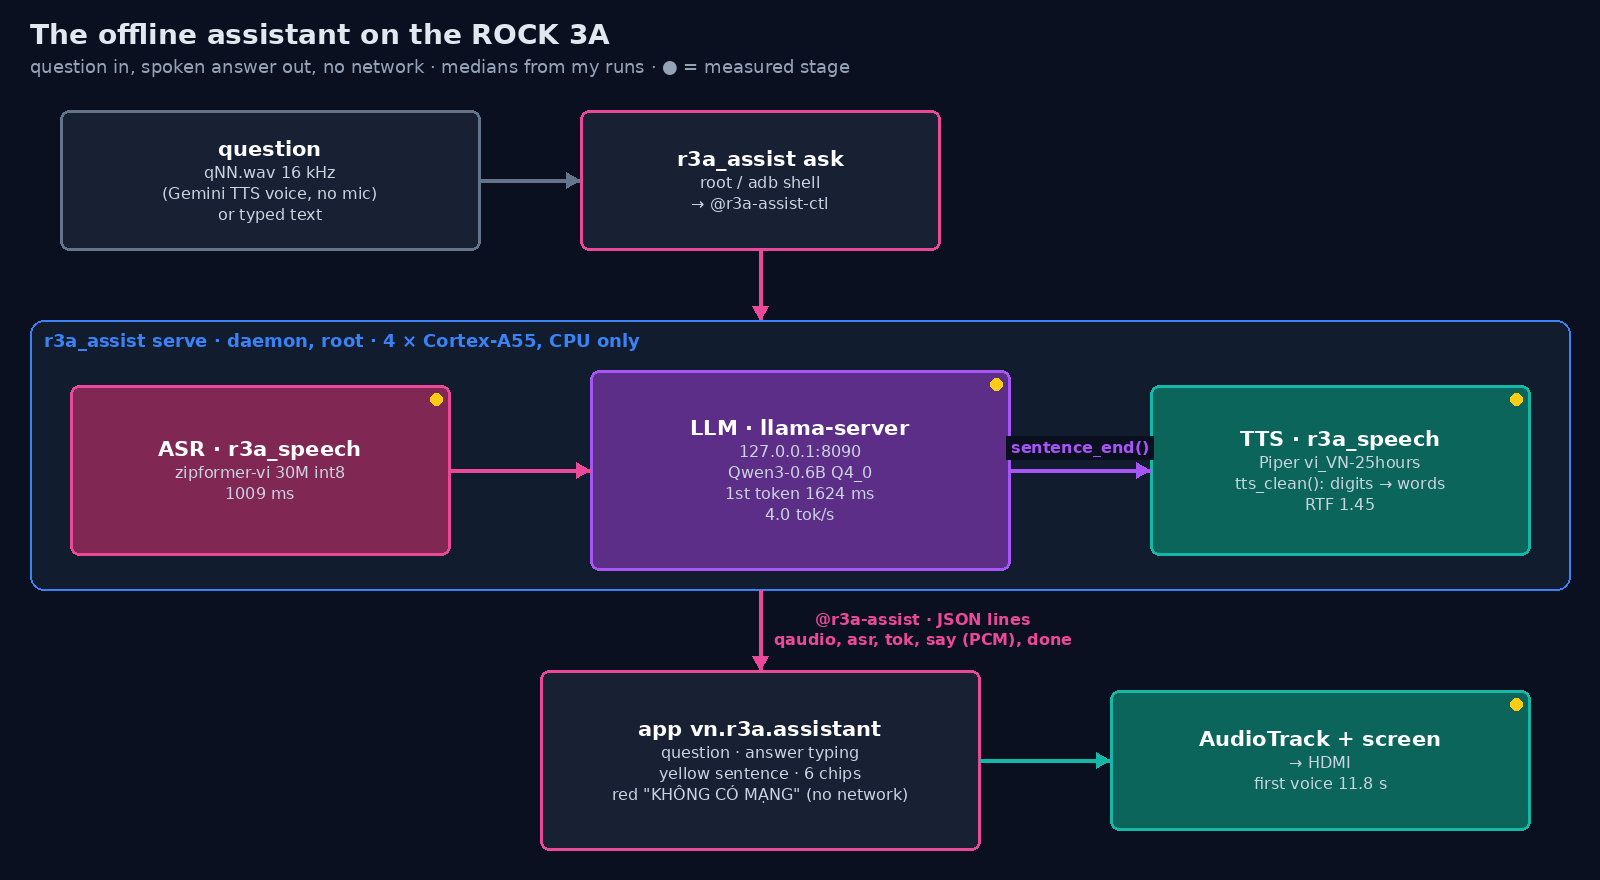 The offline assistant on the ROCK 3A
question in, spoken answer out, no network · medians from my runs · ● = measured stage
question
qNN.wav 16 kHz
(Gemini TTS voice, no mic)
or typed text
r3a_assist ask
root / adb shell
→ @r3a-assist-ctl
r3a_assist serve · daemon, root · 4 × Cortex-A55, CPU only
ASR · r3a_speech
zipformer-vi 30M int8
1009 ms
LLM · llama-server
127.0.0.1:8090
Qwen3-0.6B Q4_0
1st token 1624 ms
4.0 tok/s
sentence_end()
TTS · r3a_speech
Piper vi_VN-25hours
tts_clean(): digits → words
RTF 1.45
@r3a-assist · JSON lines
qaudio, asr, tok, say (PCM), done
app vn.r3a.assistant
question · answer typing
yellow sentence · 6 chips
red "KHÔNG CÓ MẠNG" (no network)
AudioTrack + screen
→ HDMI
first voice 11.8 s